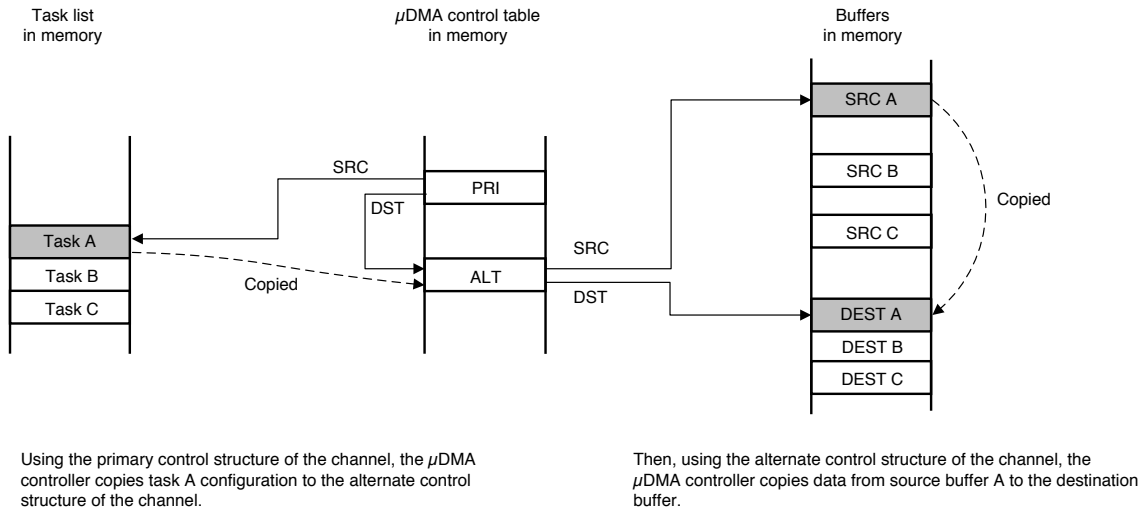 Task list
in memory
µDMA control table
in memory
Buffers
in memory
SRC A
SRC
PRI
SRC B
DST
Copied
SRC C
Task A
SRC
Task B
Copied
ALT
DST
Task C
DEST A
DEST B
DEST C
Using the primary control structure of the channel, the µDMA
controller copies task A configuration to the alternate control
structure of the channel.
Then, using the alternate control structure of the channel, the
µDMA controller copies data from source buffer A to the destination
buffer.